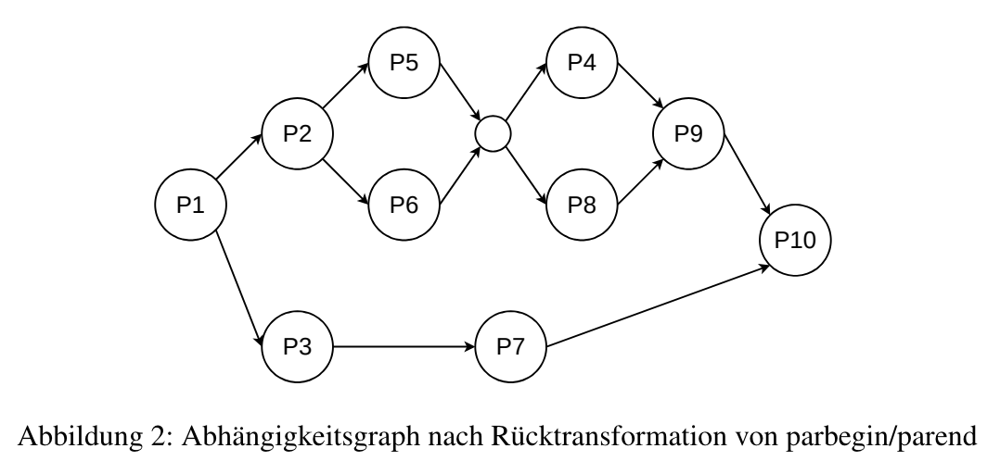 P5
P4
P2
P9
P1
P6
P8
P10
P3
P7
Abbildung 2: Abhängigkeitsgraph nach Rücktransformation von parbegin/parend